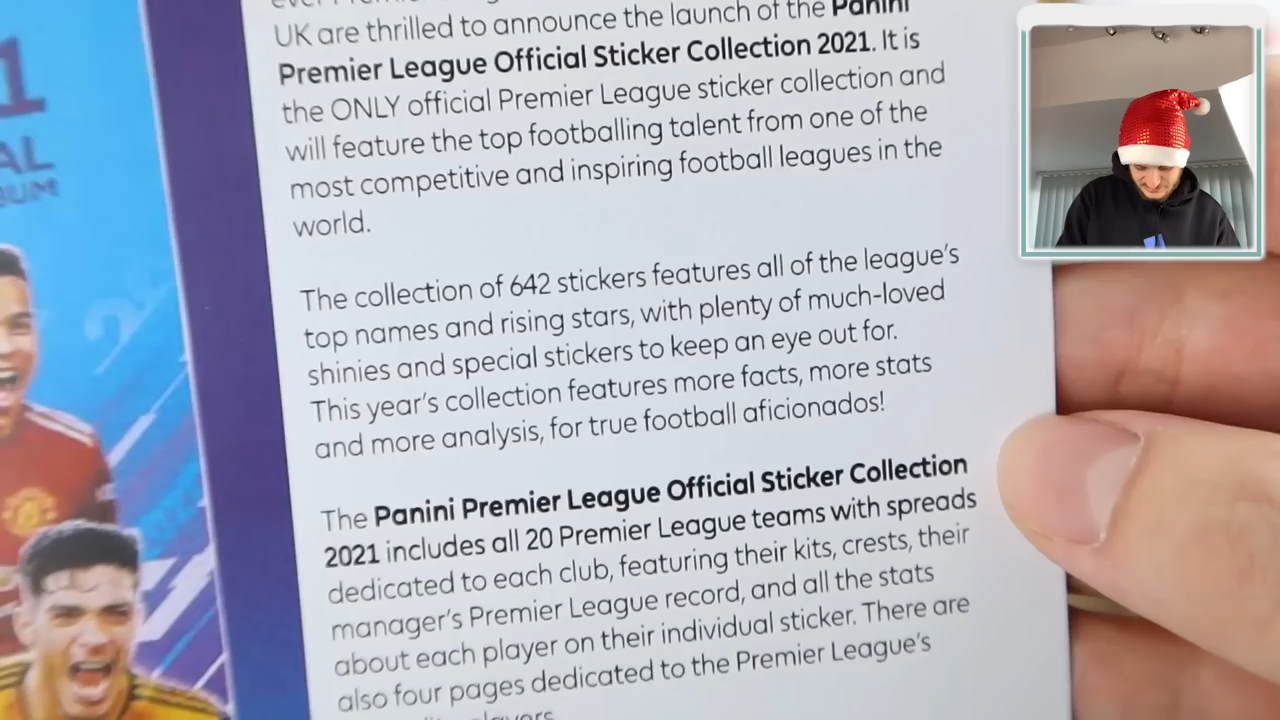 1
AL
BUM
UK are thrilled to announce the launch of the Panini
Premier League Official Sticker Collection 2021. It is
the ONLY official Premier League sticker collection and
will feature the top footballing talent from one of the
most competitive and inspiring football leagues in the
world.
The collection of 642 stickers features all of the league's
top names and rising stars, with plenty of much-loved
shinies and special stickers to keep an eye out for.
This year's collection features more facts, more stats
and more analysis, for true football aficionados!
The Panini Premier League Official Sticker Collection
2021 includes all 20 Premier League teams with spreads
dedicated to each club, featuring their kits, crests, their
manager's Premier League record, and all the stats
about each player on their individual sticker. There are
also four pages dedicated to the Premier League's
players